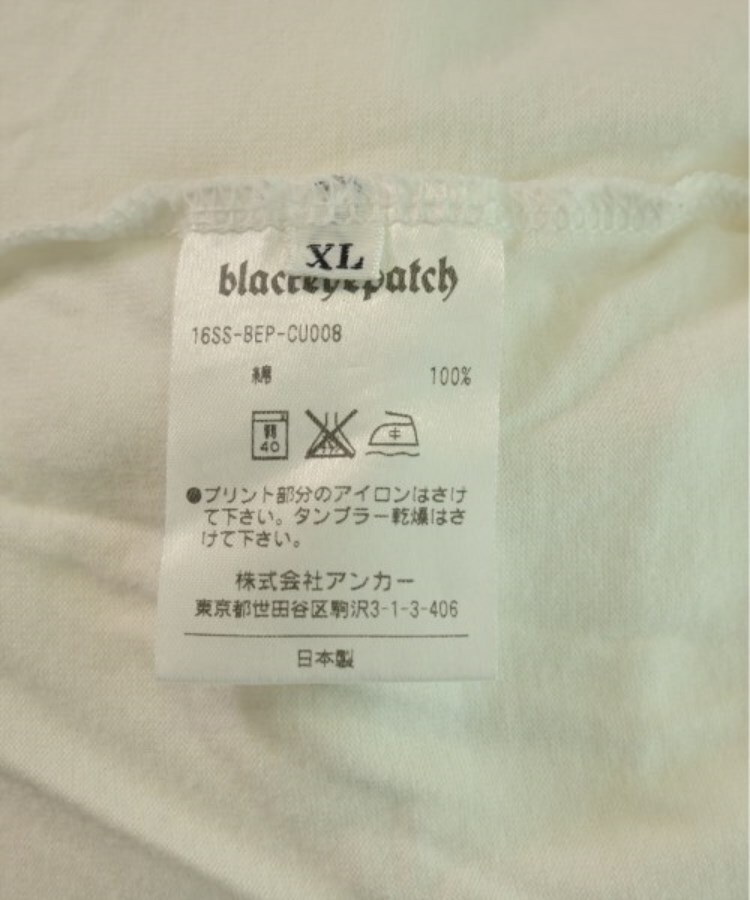 XL
blackeyepatch
16SS-BEP-CU008
綿 100%
40
●プリント部分のアイロンはさけ
て下さい。タンブラー乾燥はさ
けて下さい。
株式会社アンカー
東京都世田谷区駒沢3-1-3-406
日本製